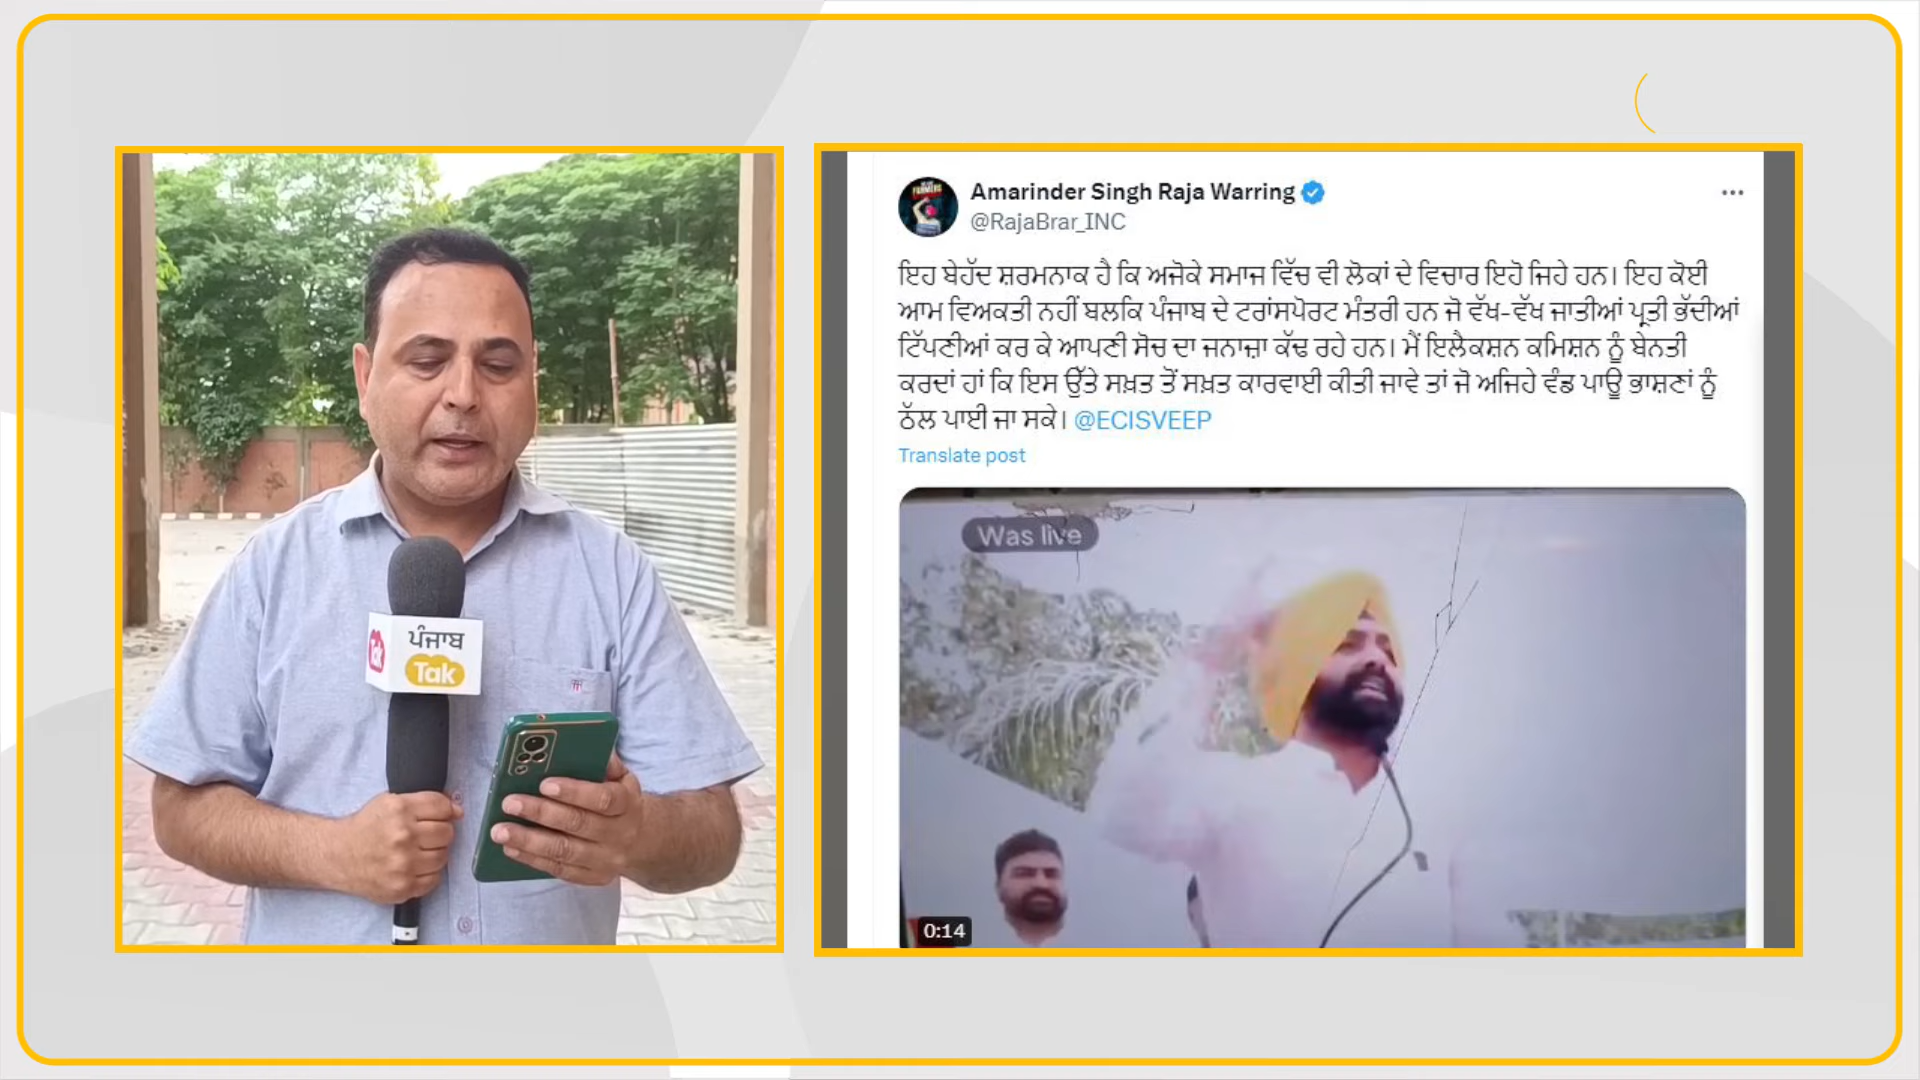 ਪੰਜਾਬ
Tak
Tak
Amarinder Singh Raja Warring
@RajaBrar_INC
ਇਹ ਬੇਹੱਦ ਸ਼ਰਮਨਾਕ ਹੈ ਕਿ ਅਜੋਕੇ ਸਮਾਜ ਵਿੱਚ ਵੀ ਲੋਕਾਂ ਦੇ ਵਿਚਾਰ ਇਹੋ ਜਿਹੇ ਹਨ। ਇਹ ਕੋਈ
ਆਮ ਵਿਅਕਤੀ ਨਹੀਂ ਬਲਕਿ ਪੰਜਾਬ ਦੇ ਟਰਾਂਸਪੋਰਟ ਮੰਤਰੀ ਹਨ ਜੋ ਵੱਖ-ਵੱਖ ਜਾਤੀਆਂ ਪ੍ਰਤੀ ਭੱਦੀਆਂ
ਟਿੱਪਣੀਆਂ ਕਰ ਕੇ ਆਪਣੀ ਸੋਚ ਦਾ ਜਨਾਜ਼ਾ ਕੱਢ ਰਹੇ ਹਨ। ਮੈਂ ਇਲੈਕਸ਼ਨ ਕਮਿਸ਼ਨ ਨੂੰ ਬੇਨਤੀ
ਕਰਦਾਂ ਹਾਂ ਕਿ ਇਸ ਉੱਤੇ ਸਖ਼ਤ ਤੋਂ ਸਖ਼ਤ ਕਾਰਵਾਈ ਕੀਤੀ ਜਾਵੇ ਤਾਂ ਜੋ ਅਜਿਹੇ ਵੰਡ ਪਾਊ ਭਾਸ਼ਣਾਂ ਨੂੰ
ਠੱਲ ਪਾਈ ਜਾ ਸਕੇ। @ECISVEEP
Translate post
Was live
0:14